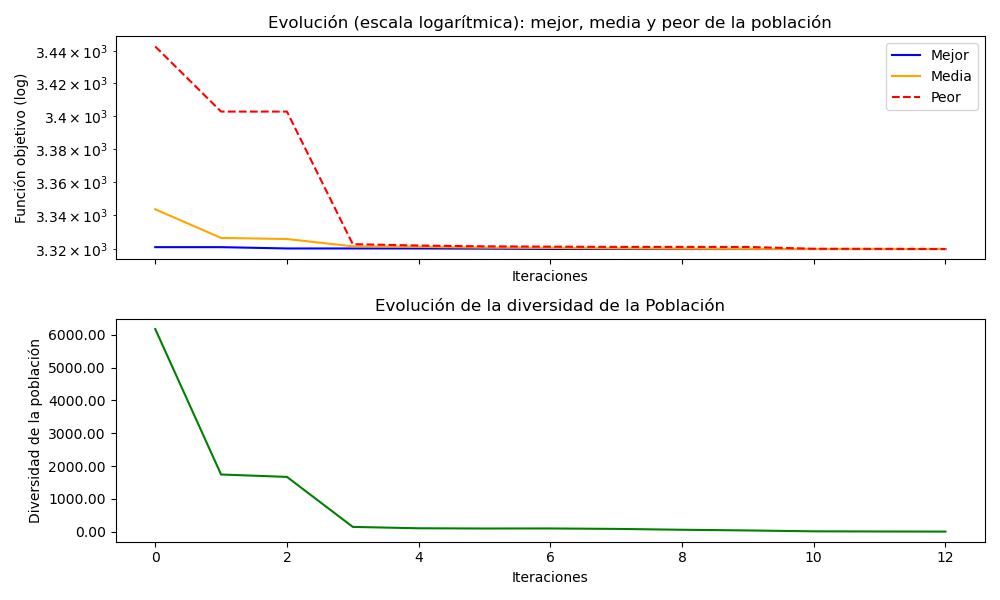 Evolución (escala logarítmica): mejor, media y peor de la población
Función objetivo (log)
3.44 × 10³
3.42 × 10³
3.4 × 10³
3.38 × 10³
3.36 × 10³
3.34 × 10³
3.32 × 10³
Mejor
Media
Peor
Iteraciones
Evolución de la diversidad de la Población
Diversidad de la población
6000.00
5000.00
4000.00
3000.00
2000.00
1000.00
0.00
0 2 4 6 8 10 12
Iteraciones